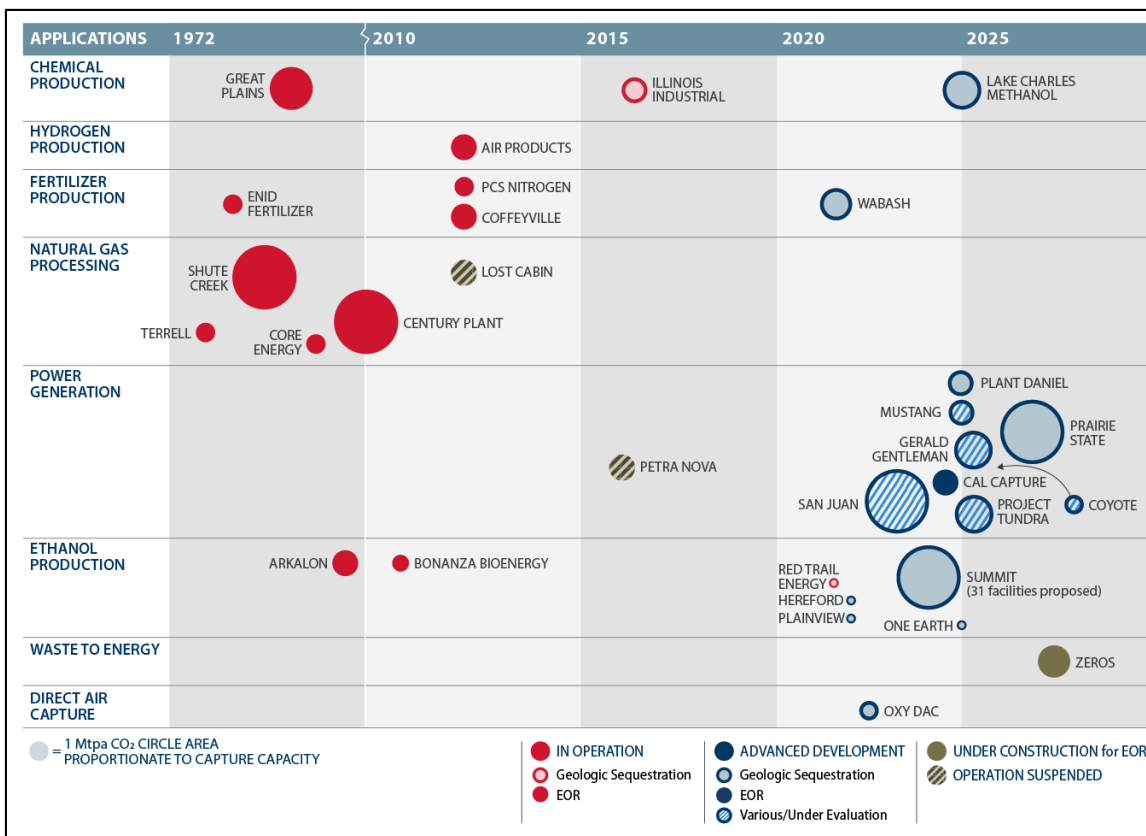 APPLICATIONS 1972 2010 2015 2020 2025
CHEMICAL
PRODUCTION
GREAT
PLAINS
ILLINOIS
INDUSTRIAL
LAKE CHARLES
METHANOL
HYDROGEN
PRODUCTION
AIR PRODUCTS
FERTILIZER
PRODUCTION
ENID
FERTILIZER
PCS NITROGEN
COFFEYVILLE
WABASH
NATURAL GAS
PROCESSING
SHUTE
CREEK
LOST CABIN
TERRELL
CORE
ENERGY
CENTURY PLANT
POWER
GENERATION
PLANT DANIEL
MUSTANG
PRAIRIE
STATE
GERALD
GENTLEMAN
PETRA NOVA
CAL CAPTURE
SAN JUAN
PROJECT
TUNDRA
COYOTE
ETHANOL
PRODUCTION
ARKALON
BONANZA BIOENERGY
RED TRAIL
ENERGY
HEREFORD
PLAINVIEW
SUMMIT
(31 facilities proposed)
ONE EARTH
WASTE TO ENERGY
ZEROS
DIRECT AIR
CAPTURE
OXY DAC
= 1 Mtpa CO₂ CIRCLE AREA
PROPORTIONATE TO CAPTURE CAPACITY
IN OPERATION
Geologic Sequestration
EOR
ADVANCED DEVELOPMENT
Geologic Sequestration
EOR
Various/Under Evaluation
UNDER CONSTRUCTION for EOR
OPERATION SUSPENDED